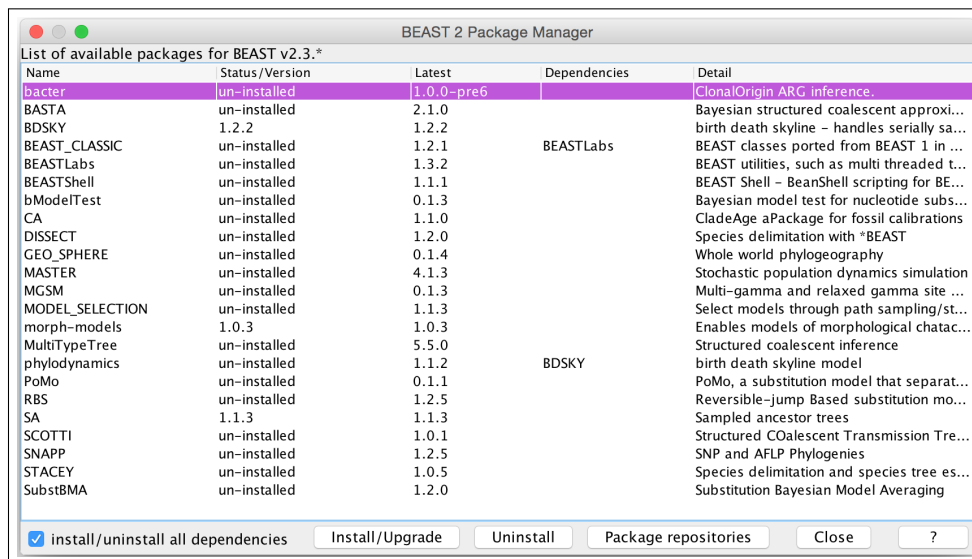 BEAST 2 Package Manager
List of available packages for BEAST v2.3.*
Name Status/Version Latest Dependencies Detail
bacter un-installed 1.0.0-pre6 ClonalOrigin ARG inference.
BASTA un-installed 2.1.0 Bayesian structured coalescent approxi...
BDSKY 1.2.2 1.2.2 birth death skyline – handles serially sa...
BEAST_CLASSIC un-installed 1.2.1 BEASTLabs BEAST classes ported from BEAST 1 in ...
BEASTLabs un-installed 1.3.2 BEAST utilities, such as multi threaded t...
BEASTShell un-installed 1.1.1 BEAST Shell – BeanShell scripting for BE...
bModelTest un-installed 0.1.3 Bayesian model test for nucleotide subs...
CA un-installed 1.1.0 CladeAge aPackage for fossil calibrations
DISSECT un-installed 1.2.0 Species delimitation with *BEAST
GEO_SPHERE un-installed 0.1.4 Whole world phylogeography
MASTER un-installed 4.1.3 Stochastic population dynamics simulation
MGSM un-installed 0.1.3 Multi-gamma and relaxed gamma site ...
MODEL_SELECTION un-installed 1.1.3 Select models through path sampling/st...
morph-models 1.0.3 1.0.3 Enables models of morphological chatac...
MultiTypeTree un-installed 5.5.0 Structured coalescent inference
phylodynamics un-installed 1.1.2 BDSKY birth death skyline model
PoMo un-installed 0.1.1 PoMo, a substitution model that separat...
RBS un-installed 1.2.5 Reversible-jump Based substitution mo...
SA 1.1.3 1.1.3 Sampled ancestor trees
SCOTTI un-installed 1.0.1 Structured COalescent Transmission Tre...
SNAPP un-installed 1.2.5 SNP and AFLP Phylogenies
STACEY un-installed 1.0.5 Species delimitation and species tree es...
SubstBMA un-installed 1.2.0 Substitution Bayesian Model Averaging
install/uninstall all dependencies Install/Upgrade Uninstall Package repositories Close ?